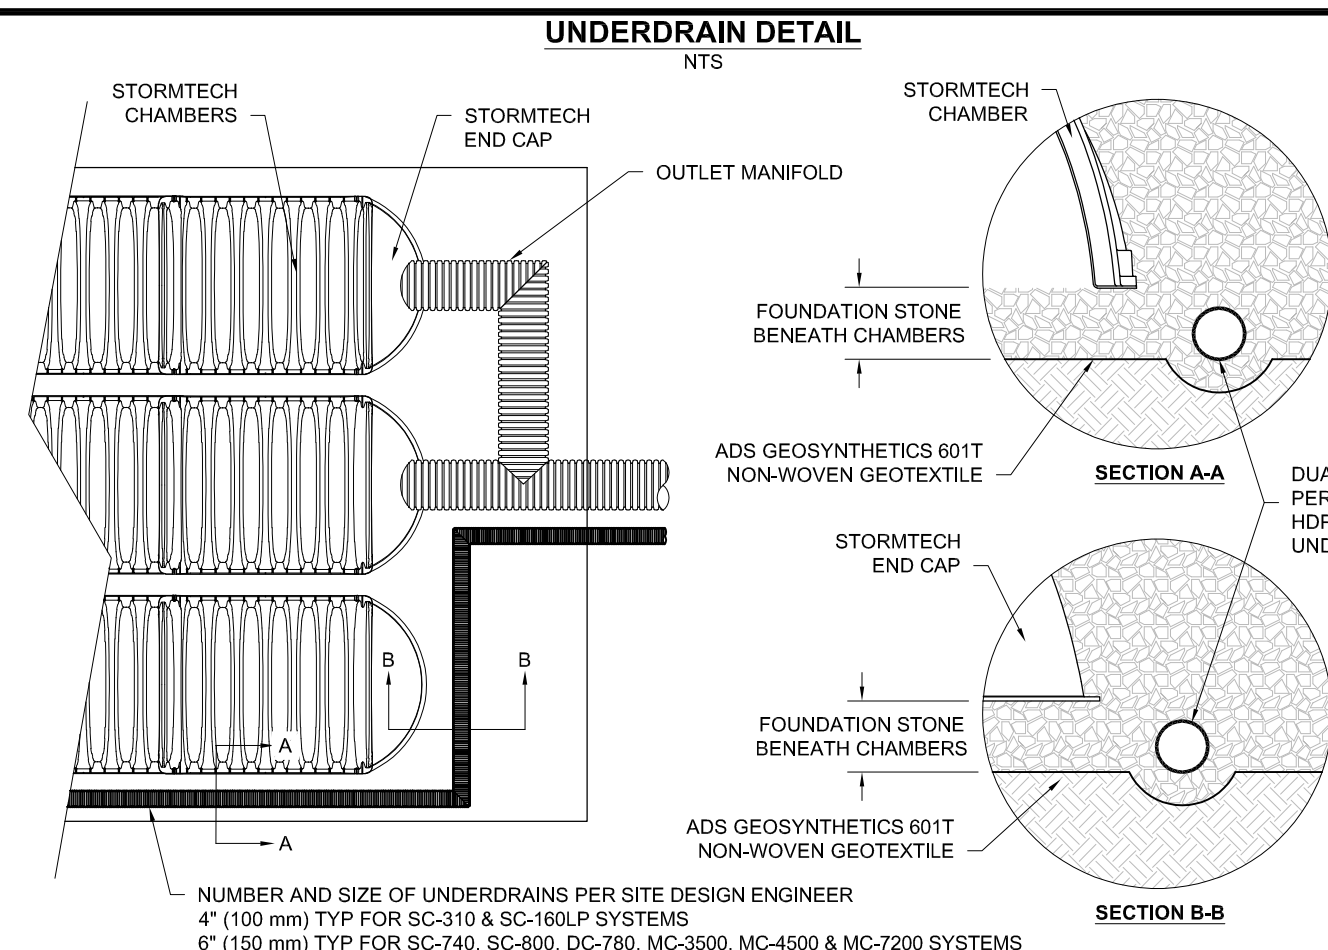 UNDERDRAIN DETAIL
NTS
STORMTECH
CHAMBERS
STORMTECH
END CAP
OUTLET MANIFOLD
STORMTECH
CHAMBER
FOUNDATION STONE
BENEATH CHAMBERS
ADS GEOSYNTHETICS 601T
NON-WOVEN GEOTEXTILE
SECTION A-A
STORMTECH
END CAP
FOUNDATION STONE
BENEATH CHAMBERS
ADS GEOSYNTHETICS 601T
NON-WOVEN GEOTEXTILE
SECTION B-B
B
B
A
A
NUMBER AND SIZE OF UNDERDRAINS PER SITE DESIGN ENGINEER
4" (100 mm) TYP FOR SC-310 & SC-160LP SYSTEMS
6" (150 mm) TYP FOR SC-740, SC-800, DC-780, MC-3500, MC-4500 & MC-7200 SYSTEMS